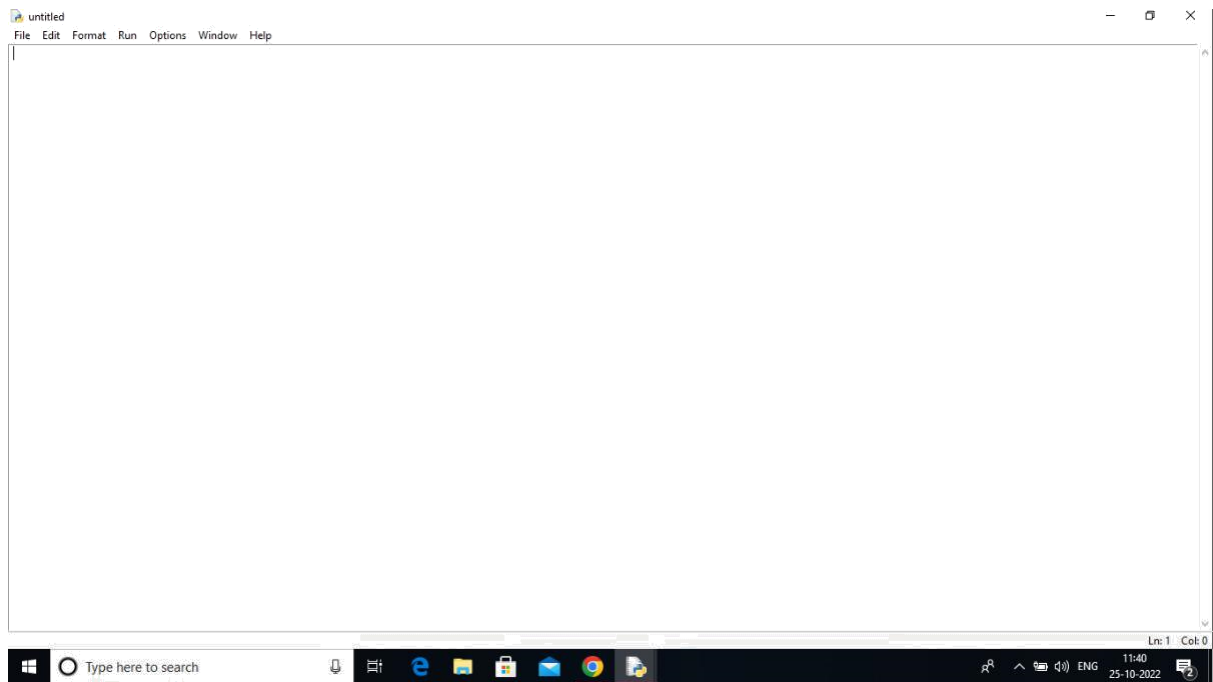 untitled
File Edit Format Run Options Window Help
Ln: 1 Col: 0
Type here to search
ENG
11:40
25-10-2022
2